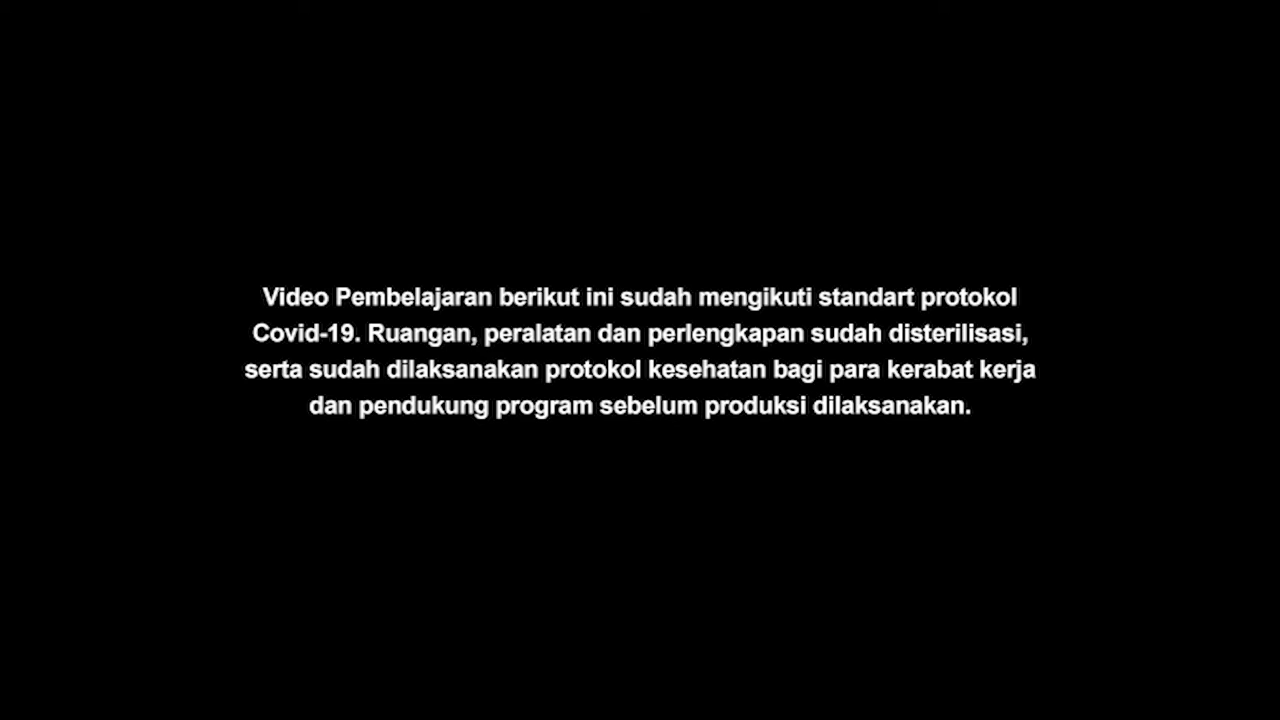 Video Pembelajaran berikut ini sudah mengikuti standart protokol
Covid-19. Ruangan, peralatan dan perlengkapan sudah disterilisasi,
serta sudah dilaksanakan protokol kesehatan bagi para kerabat kerja
dan pendukung program sebelum produksi dilaksanakan.